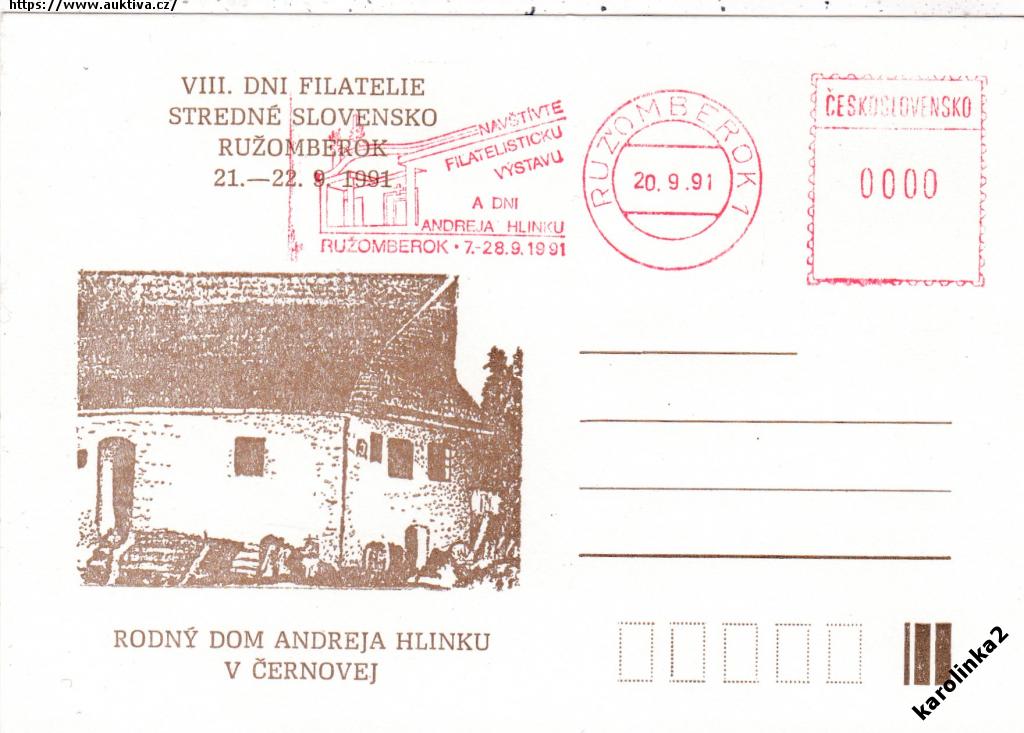 https://www.auktiva.cz/
VIII. DNI FILATELIE
STREDNÉ SLOVENSKO
RUŽOMBEROK
21.—22. 9. 1991
NAVŠTÍVTE
FILATELISTICKÚ
VÝSTAVU
A DNI
ANDREJA HLINKU
RUŽOMBEROK • 7.-28.9.1991
RUŽOMBEROK 1
20.9.91
ČESKOSLOVENSKO
0000
RODNÝ DOM ANDREJA HLINKU
V ČERNOVEJ
karolinka2